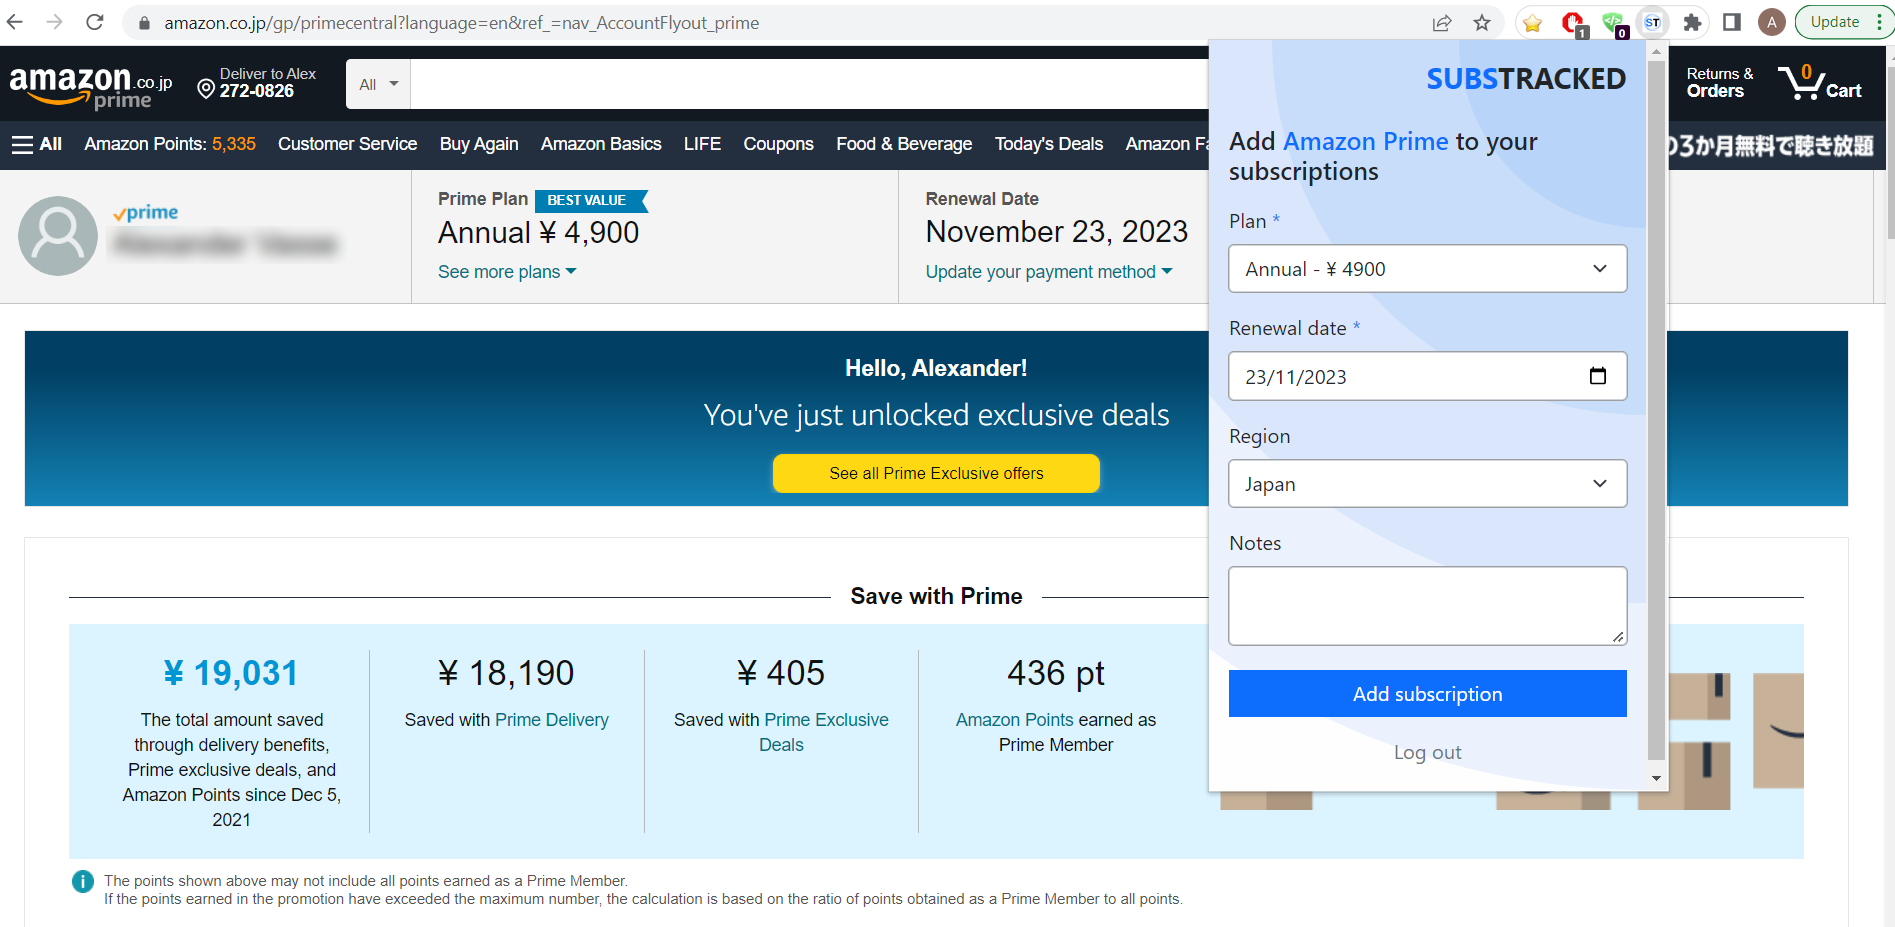 amazon.co.jp/gp/primecentral?language=en&ref_=nav_AccountFlyout_prime
1
0
ST
A
Update
amazon.co.jp
prime
Deliver to Alex
272-0826
All
Returns &
Orders
0
Cart
All
Amazon Points: 5,335
Customer Service
Buy Again
Amazon Basics
LIFE
Coupons
Food & Beverage
Today's Deals
Amazon Fa
の3か月無料で聴き放題
prime
Prime Plan
BEST VALUE
Annual ¥ 4,900
See more plans
Renewal Date
November 23, 2023
Update your payment method
Hello, Alexander!
You've just unlocked exclusive deals
See all Prime Exclusive offers
Save with Prime
¥ 19,031
The total amount saved
through delivery benefits,
Prime exclusive deals, and
Amazon Points since Dec 5,
2021
¥ 18,190
Saved with Prime Delivery
¥ 405
Saved with Prime Exclusive
Deals
436 pt
Amazon Points earned as
Prime Member
The points shown above may not include all points earned as a Prime Member.
If the points earned in the promotion have exceeded the maximum number, the calculation is based on the ratio of points obtained as a Prime Member to all points.
SUBSTRACKED
Add Amazon Prime to your
subscriptions
Plan *
Annual - ¥ 4900
Renewal date *
23/11/2023
Region
Japan
Notes
Add subscription
Log out